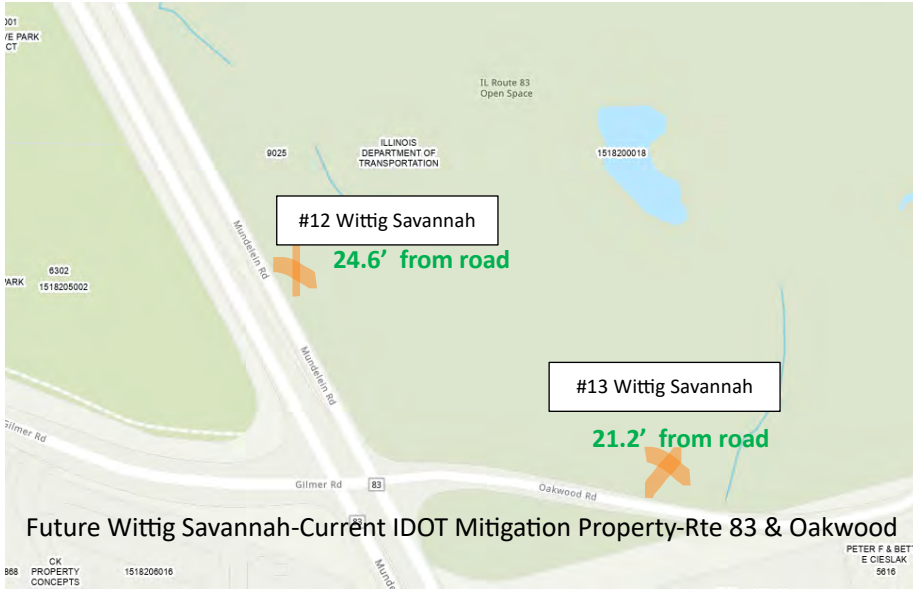 001
VE PARK
CT
IL Route 83
Open Space
9025
ILLINOIS
DEPARTMENT OF
TRANSPORTATION
1518200018
#12 Wittig Savannah
24.6' from road
Mundelein Rd
6302
PARK
1518205002
Mundelein Rd
#13 Wittig Savannah
21.2' from road
Gilmer Rd
Gilmer Rd
83
Oakwood Rd
Future Wittig Savannah-Current IDOT Mitigation Property-Rte 83 & Oakwood
83
868
CK
PROPERTY
CONCEPTS
1518206016
Munde
PETER F & BETT
E CIESLAK
5616